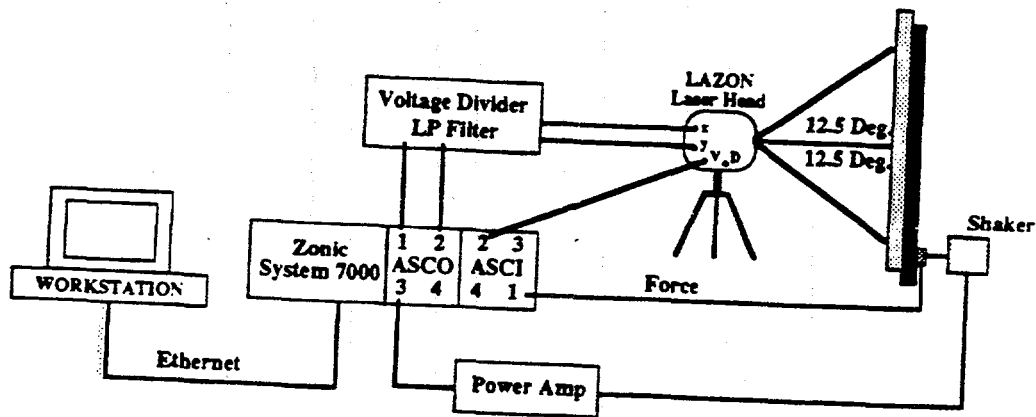 LAZON
Laser Head
Voltage Divider
LP Filter
x
y
V D
12.5 Deg.
12.5 Deg.
Shaker
Zonic
System 7000
1 2
ASCO
3 4
2 3
ASCI
4 1
Force
WORKSTATION
Ethernet
Power Amp